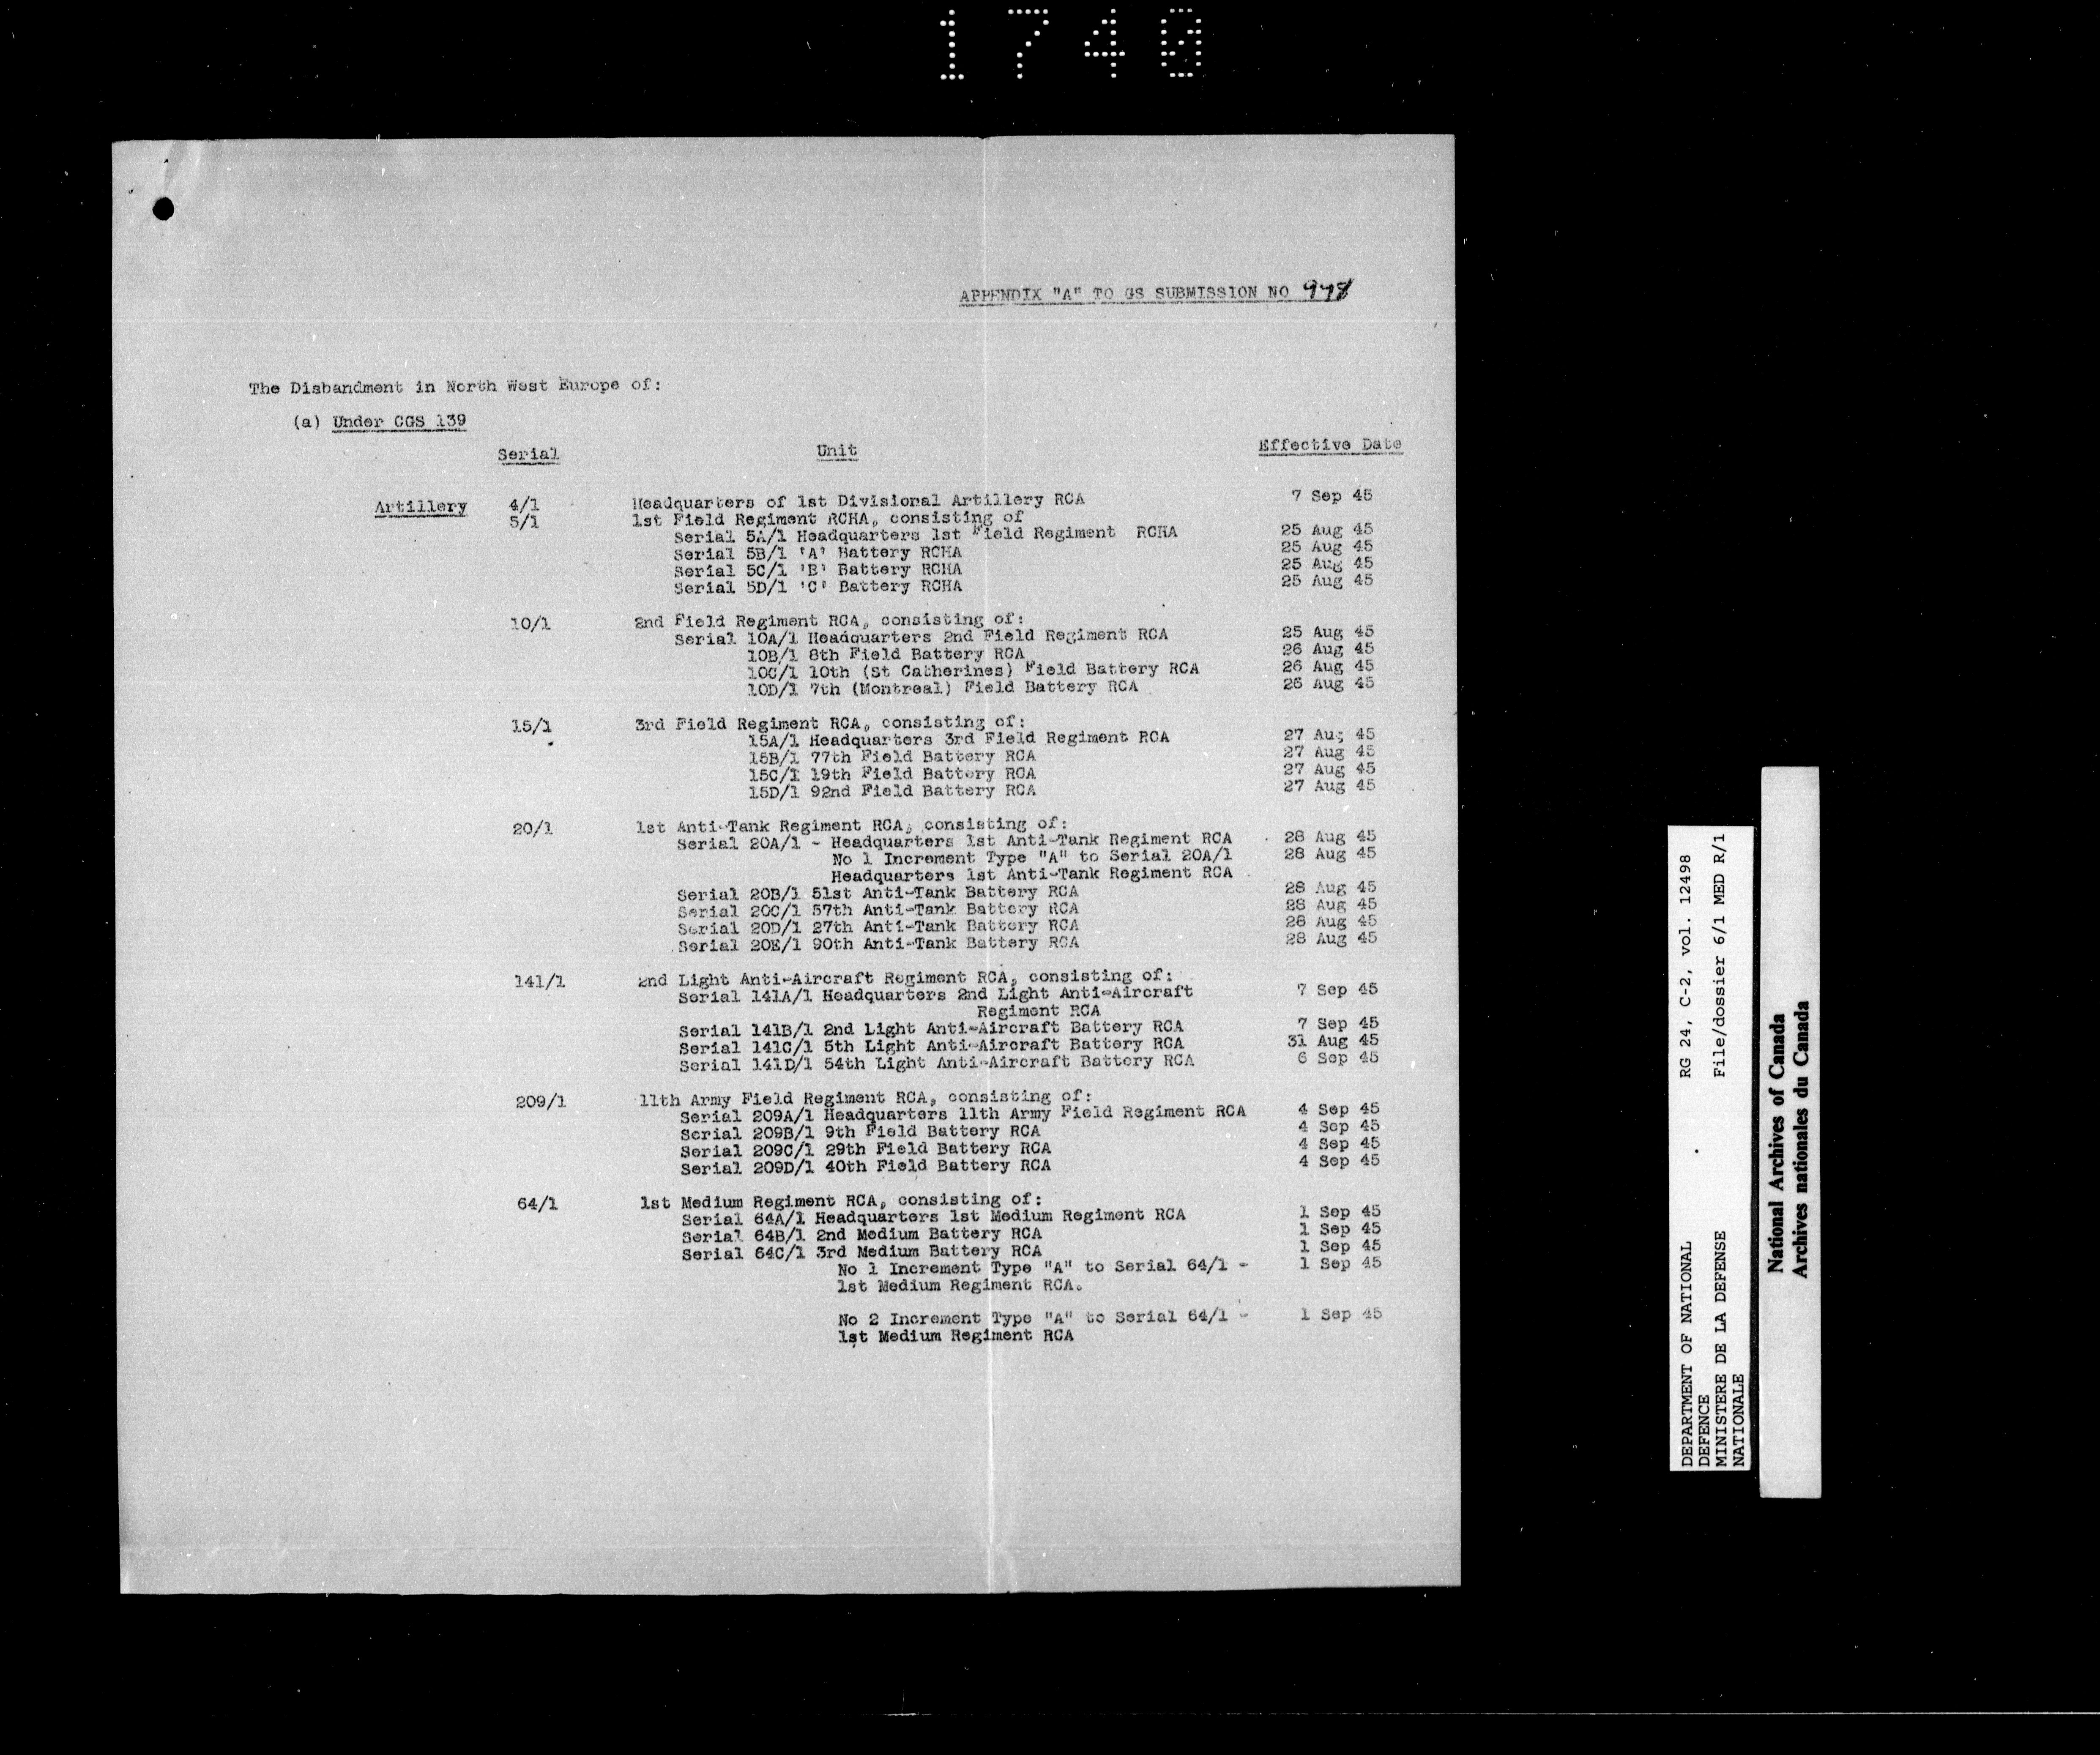 1740
APPENDIX "A" TO GS SUBMISSION NO
The Disbandment in North West Europe of:
(a) Under CGS 139
Serial Unit Effective Date
Artillery 4/1 Headquarters of 1st Divisional Artillery RCA 7 Sep 45
5/1 1st Field Regiment RCHA, consisting of
Serial 5A/1 Headquarters 1st Field Regiment RCHA 25 Aug 45
Serial 5B/1 'A' Battery RCHA 25 Aug 45
Serial 5C/1 'B' Battery RCHA 25 Aug 45
Serial 5D/1 'C' Battery RCHA 25 Aug 45
10/1 2nd Field Regiment RCA, consisting of:
Serial 10A/1 Headquarters 2nd Field Regiment RCA 25 Aug 45
10B/1 8th Field Battery RCA 26 Aug 45
10C/1 10th (St Catherines) Field Battery RCA 26 Aug 45
10D/1 7th (Montreal) Field Battery RCA 26 Aug 45
15/1 3rd Field Regiment RCA, consisting of:
15A/1 Headquarters 3rd Field Regiment RCA 27 Aug 45
15B/1 77th Field Battery RCA 27 Aug 45
15C/1 19th Field Battery RCA 27 Aug 45
15D/1 92nd Field Battery RCA 27 Aug 45
20/1 1st Anti-Tank Regiment RCA, consisting of:
Serial 20A/1 - Headquarters 1st Anti-Tank Regiment RCA 28 Aug 45
No 1 Increment Type "A" to Serial 20A/1 28 Aug 45
Headquarters 1st Anti-Tank Regiment RCA
Serial 20B/1 51st Anti-Tank Battery RCA 28 Aug 45
Serial 20C/1 57th Anti-Tank Battery RCA 28 Aug 45
Serial 20D/1 27th Anti-Tank Battery RCA 28 Aug 45
Serial 20E/1 90th Anti-Tank Battery RCA 28 Aug 45
141/1 2nd Light Anti-Aircraft Regiment RCA, consisting of:
Serial 141A/1 Headquarters 2nd Light Anti-Aircraft 7 Sep 45
Regiment RCA
Serial 141B/1 2nd Light Anti-Aircraft Battery RCA 7 Sep 45
Serial 141C/1 5th Light Anti-Aircraft Battery RCA 31 Aug 45
Serial 141D/1 54th Light Anti-Aircraft Battery RCA 6 Sep 45
209/1 11th Army Field Regiment RCA, consisting of:
Serial 209A/1 Headquarters 11th Army Field Regiment RCA 4 Sep 45
Serial 209B/1 9th Field Battery RCA 4 Sep 45
Serial 209C/1 29th Field Battery RCA 4 Sep 45
Serial 209D/1 40th Field Battery RCA 4 Sep 45
64/1 1st Medium Regiment RCA, consisting of:
Serial 64A/1 Headquarters 1st Medium Regiment RCA 1 Sep 45
Serial 64B/1 2nd Medium Battery RCA 1 Sep 45
Serial 64C/1 3rd Medium Battery RCA 1 Sep 45
No 1 Increment Type "A" to Serial 64/1 - 1 Sep 45
1st Medium Regiment RCA.
No 2 Increment Type "A" to Serial 64/1 - 1 Sep 45
1st Medium Regiment RCA
DEPARTMENT OF NATIONAL RG 24, C-2, vol. 12498
DEFENCE
MINISTERE DE LA DEFENSE File/dossier 6/1 MED R/1
NATIONALE
National Archives of Canada
Archives nationales du Canada